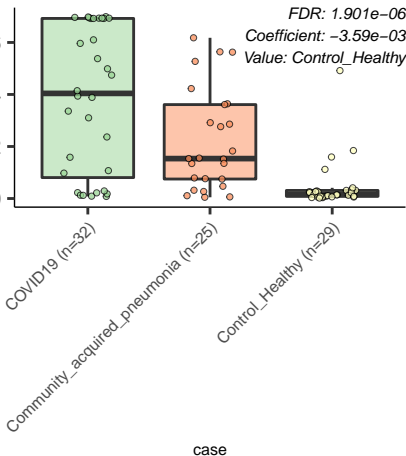 FDR: 1.901e−06
Coefficient: −3.59e−03
Value: Control_Healthy
COVID19 (n=32)
Community_acquired_pneumonia (n=25)
Control_Healthy (n=29)
case